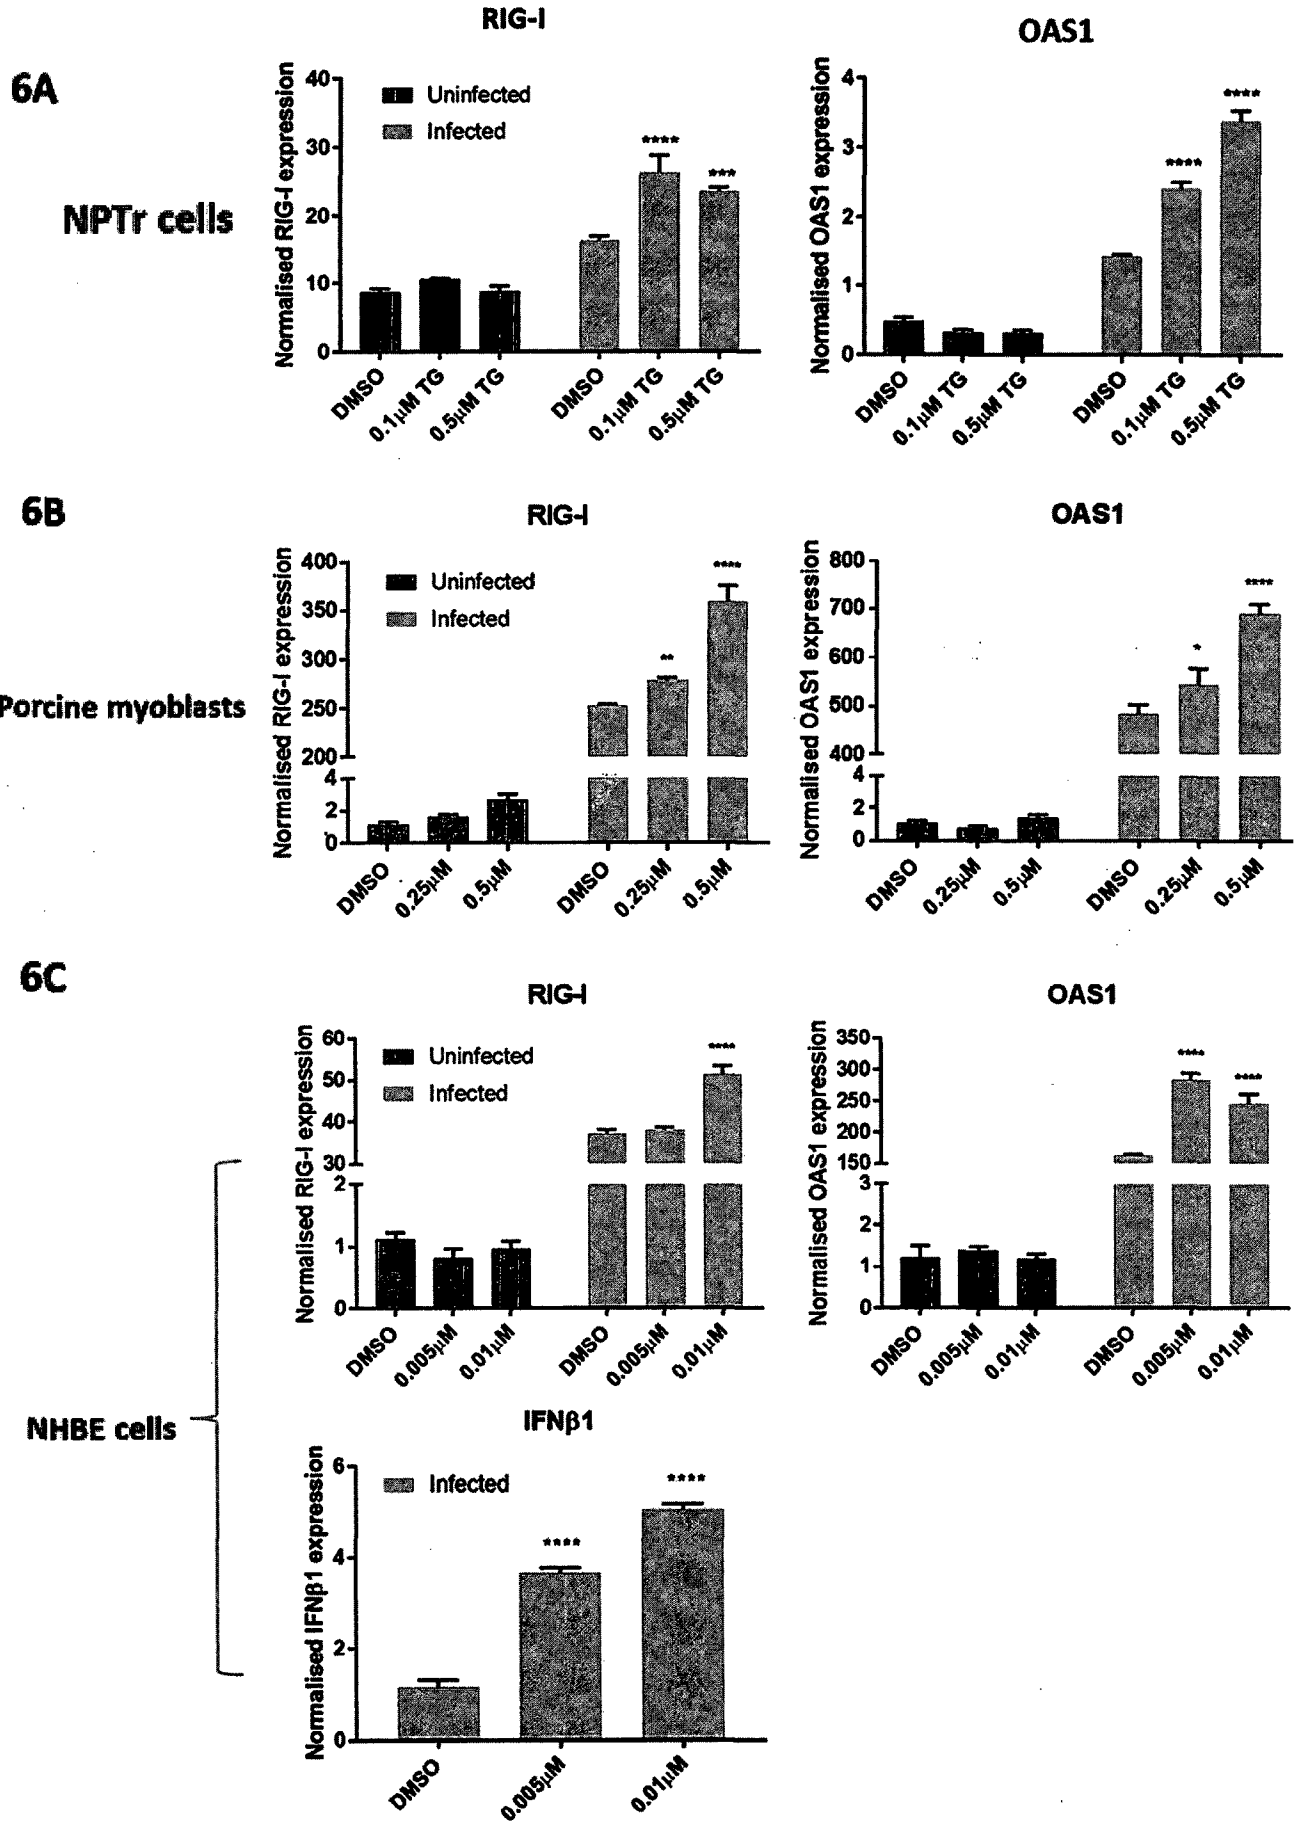 RIG-I
OAS1
6A
NPTr cells
Normalised RIG-I expression
40
30
20
10
0
Uninfected
Infected
****
***
DMSO
0.1μM TG
0.5μM TG
DMSO
0.1μM TG
0.5μM TG
Normalised OAS1 expression
4
3
2
1
0
****
****
DMSO
0.1μM TG
0.5μM TG
DMSO
0.1μM TG
0.5μM TG
6B
Porcine myoblasts
RIG-I
OAS1
Normalised RIG-I expression
400
350
300
250
200
4
2
0
Uninfected
Infected
**
****
DMSO
0.25μM
0.5μM
DMSO
0.25μM
0.5μM
Normalised OAS1 expression
800
700
600
500
400
4
2
0
*
****
DMSO
0.25μM
0.5μM
DMSO
0.25μM
0.5μM
6C
NHBE cells
RIG-I
OAS1
Normalised RIG-I expression
60
50
40
30
2
1
0
Uninfected
Infected
****
DMSO
0.005μM
0.01μM
DMSO
0.005μM
0.01μM
Normalised OAS1 expression
350
300
250
200
150
3
2
1
0
****
****
DMSO
0.005μM
0.01μM
DMSO
0.005μM
0.01μM
IFNβ1
Normalised IFNβ1 expression
6
4
2
0
Infected
****
****
DMSO
0.005μM
0.01μM